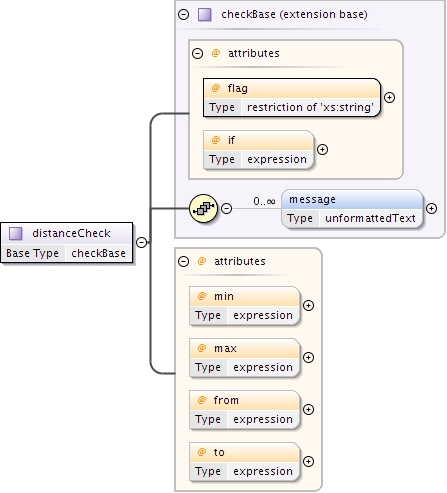 checkBase (extension base)
@ attributes
@ flag
Type restriction of 'xs:string'
@ if
Type expression
0..∞
message
Type unformattedText
distanceCheck
Base Type checkBase
@ attributes
@ min
Type expression
@ max
Type expression
@ from
Type expression
@ to
Type expression